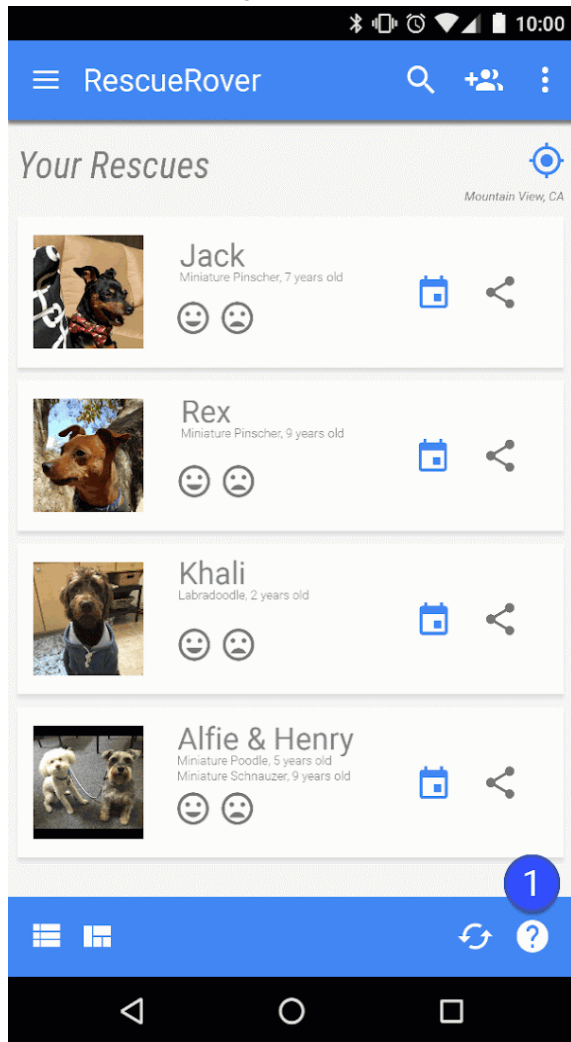 10:00
RescueRover
Your Rescues
Mountain View, CA
Jack
Miniature Pinscher, 7 years old
Rex
Miniature Pinscher, 9 years old
Khali
Labradoodle, 2 years old
Alfie & Henry
Miniature Poodle, 5 years old
Miniature Schnauzer, 9 years old
1
?